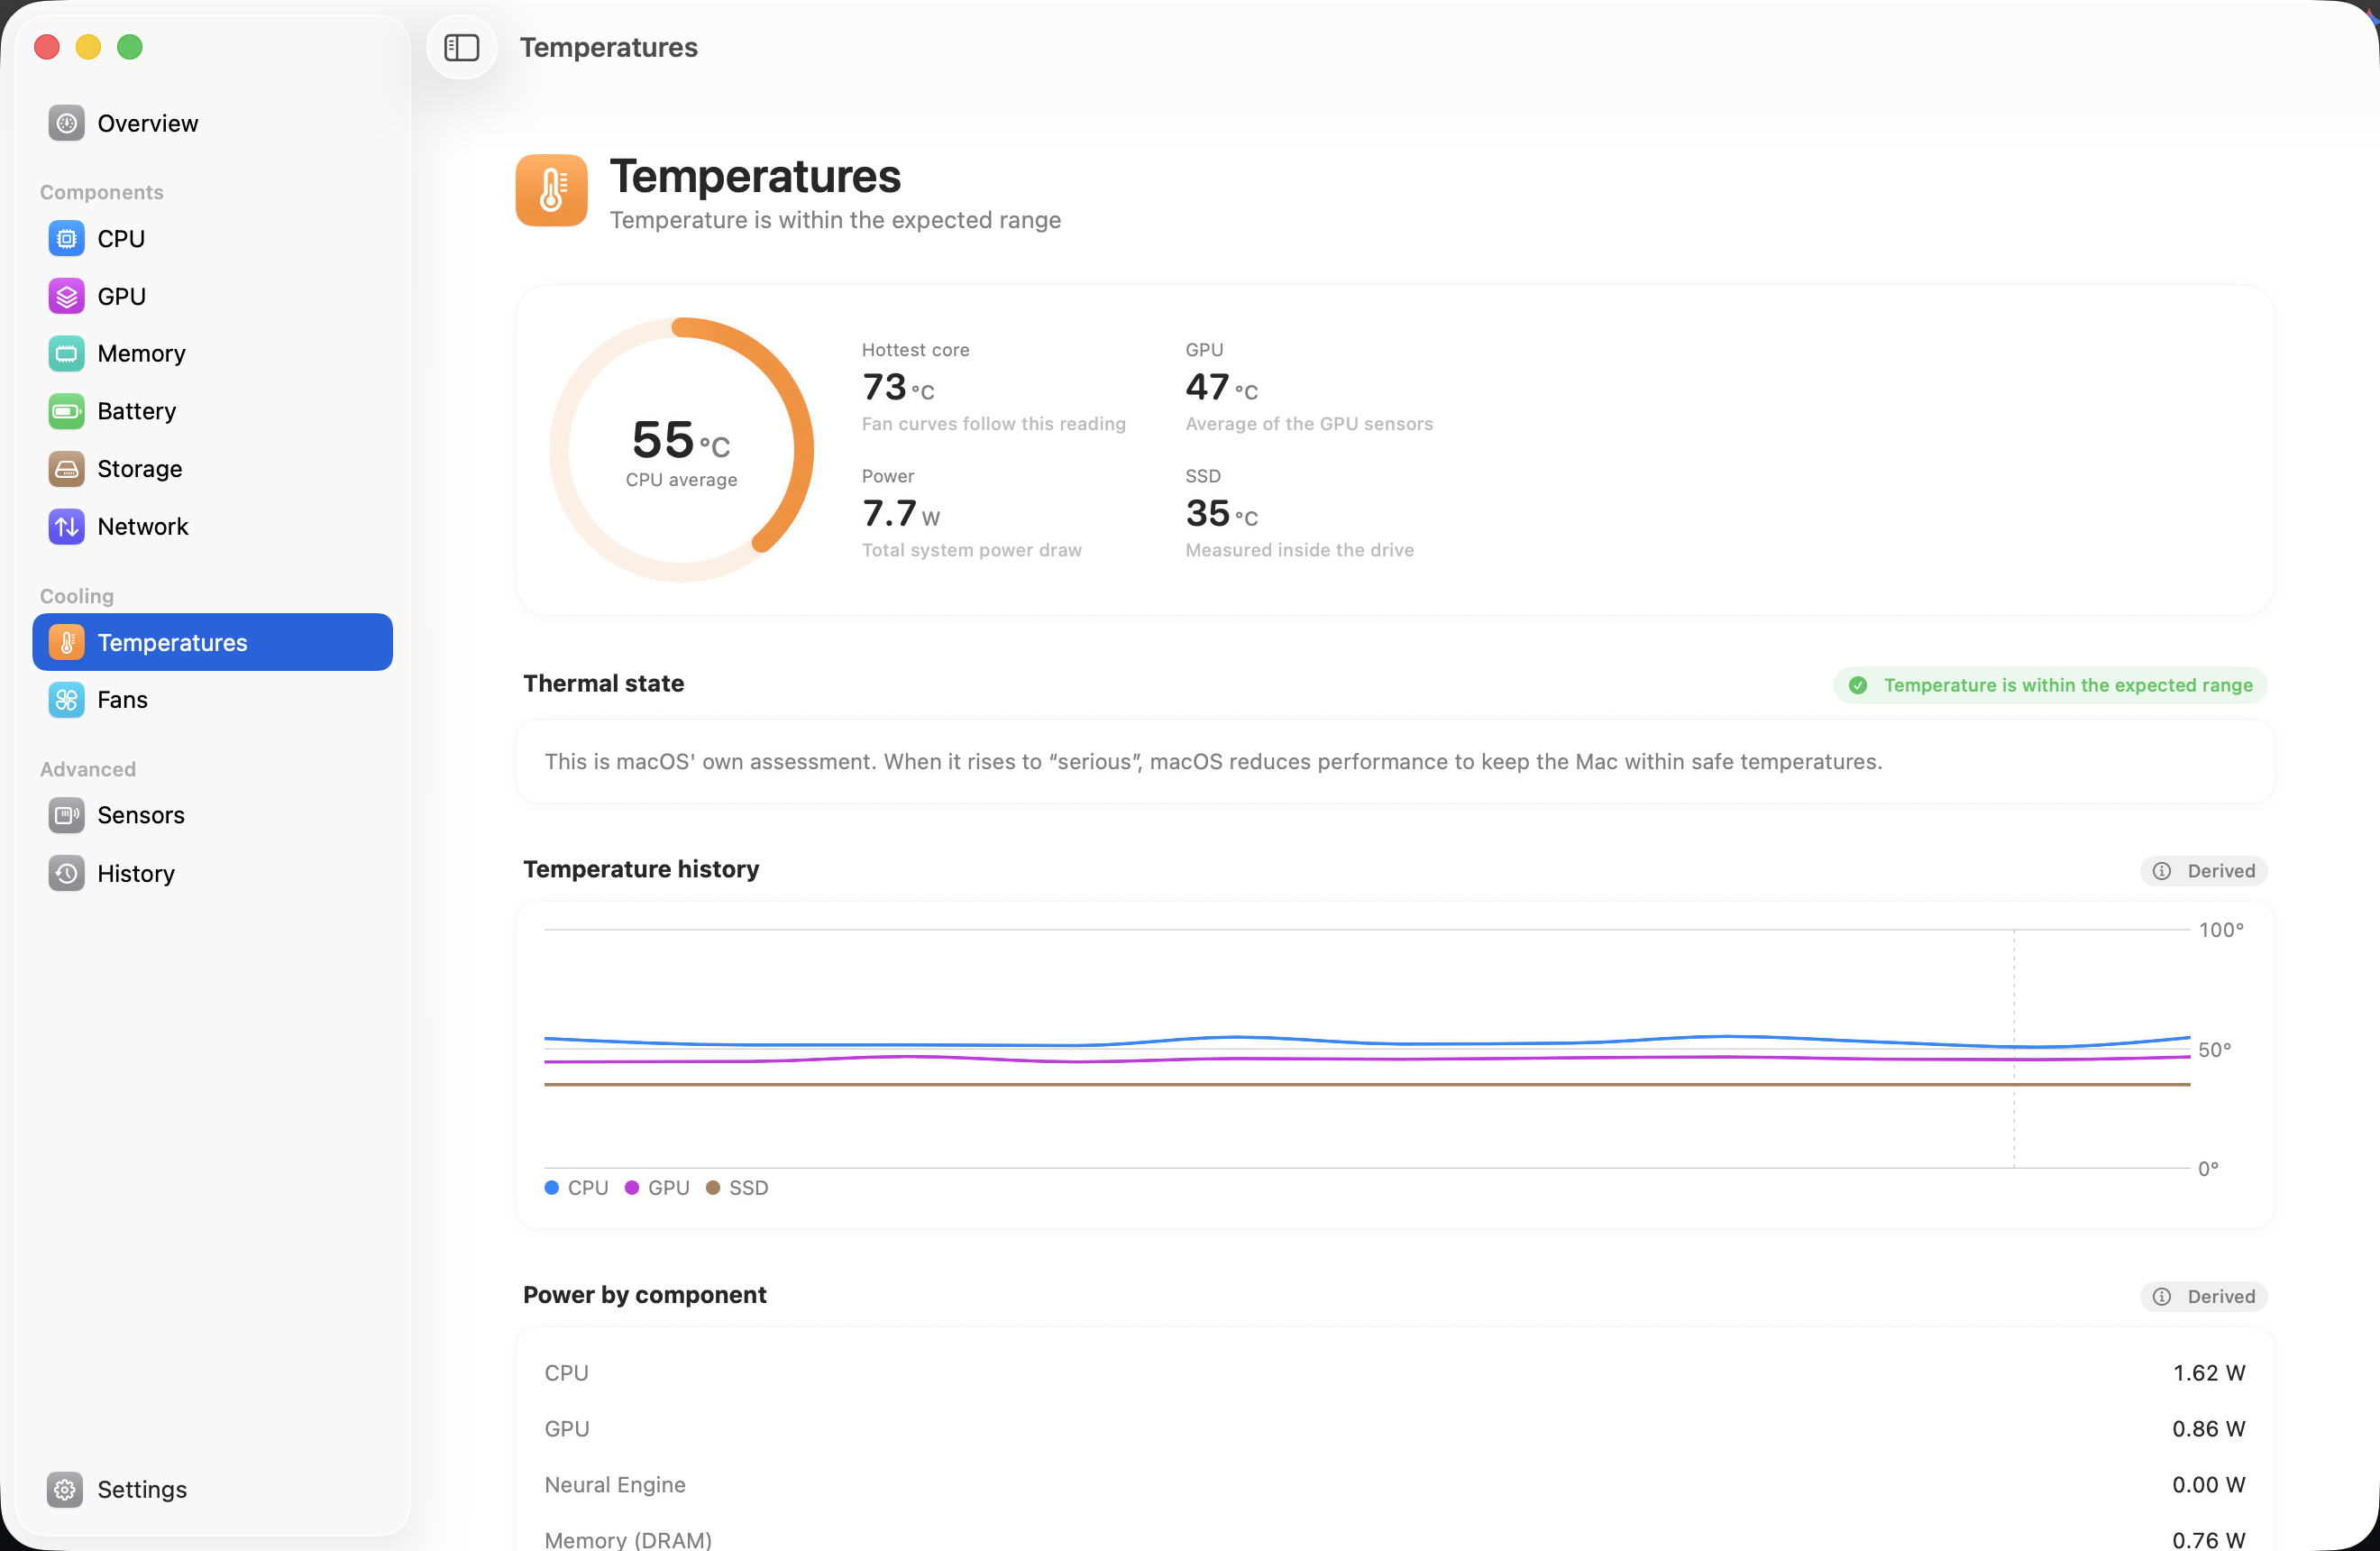 Temperatures
Overview
Components
CPU
GPU
Memory
Battery
Storage
Network
Cooling
Temperatures
Fans
Advanced
Sensors
History
Settings
Temperatures
Temperature is within the expected range
55 °C
CPU average
Hottest core
73 °C
Fan curves follow this reading
GPU
47 °C
Average of the GPU sensors
Power
7.7 W
Total system power draw
SSD
35 °C
Measured inside the drive
Thermal state
Temperature is within the expected range
This is macOS' own assessment. When it rises to “serious”, macOS reduces performance to keep the Mac within safe temperatures.
Temperature history
Derived
100°
50°
0°
CPU GPU SSD
Power by component
Derived
CPU 1.62 W
GPU 0.86 W
Neural Engine 0.00 W
Memory (DRAM) 0.76 W